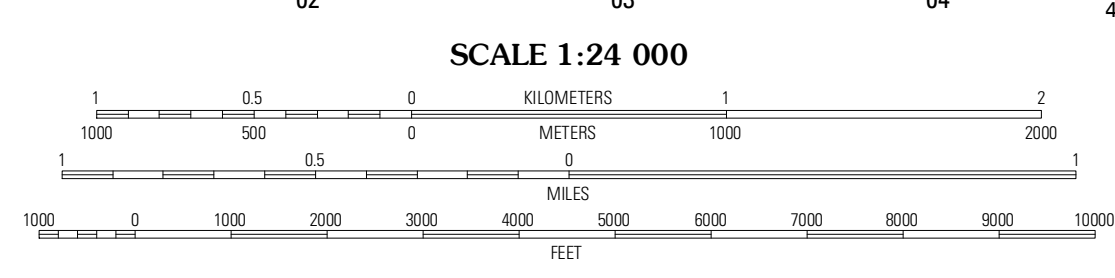 02 03 04 4
SCALE 1:24 000
1 0.5 0 KILOMETERS 1 2
1000 500 0 METERS 1000 2000
1 0.5 0 1
MILES
1000 0 1000 2000 3000 4000 5000 6000 7000 8000 9000 10000
FEET